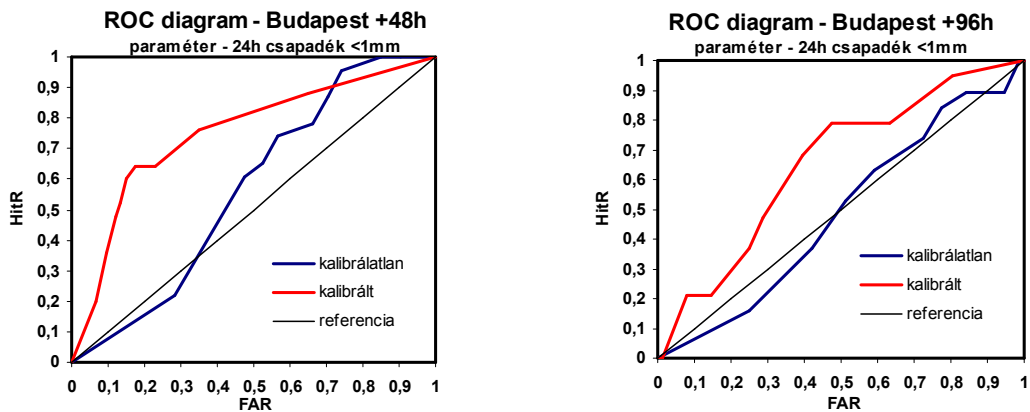 ROC diagram - Budapest +48h
paraméter - 24h csapadék <1mm
1
0,9
0,8
0,7
0,6
0,5
0,4
0,3
0,2
0,1
0
HitR
kalibrálatlan
kalibrált
referencia
0 0,1 0,2 0,3 0,4 0,5 0,6 0,7 0,8 0,9 1
FAR
ROC diagram - Budapest +96h
paraméter - 24h csapadék <1mm
1
0,9
0,8
0,7
0,6
0,5
0,4
0,3
0,2
0,1
0
HitR
kalibrálatlan
kalibrált
referencia
0 0,1 0,2 0,3 0,4 0,5 0,6 0,7 0,8 0,9 1
FAR